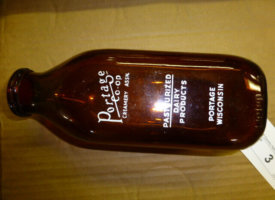 Portage
CO-OP
CREAMERY ASSN.
PASTEURIZED
DAIRY
PRODUCTS
PORTAGE
WISCONSIN
3